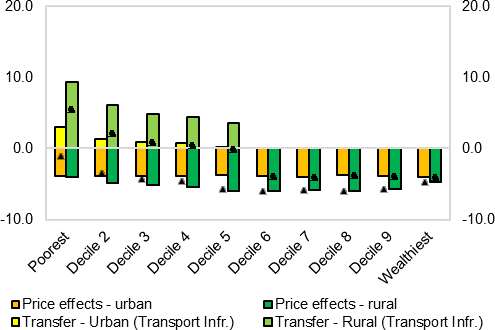 20.0 20.0
10.0 10.0
0.0 0.0
-10.0 -10.0
Poorest Decile 2 Decile 3 Decile 4 Decile 5 Decile 6 Decile 7 Decile 8 Decile 9 Wealthiest
Price effects - urban Price effects - rural
Transfer - Urban (Transport Infr.) Transfer - Rural (Transport Infr.)